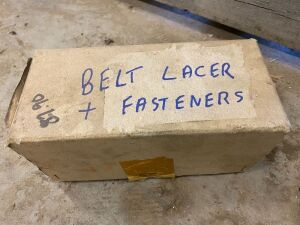 BELT LACER
+ FASTENERS